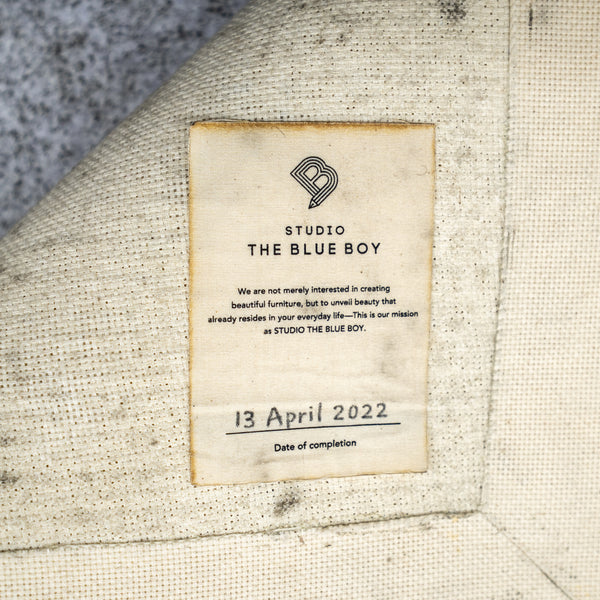 B
STUDIO
THE BLUE BOY
We are not merely interested in creating
beautiful furniture, but to unveil beauty that
already resides in your everyday life—This is our mission
as STUDIO THE BLUE BOY.
13 April 2022
Date of completion